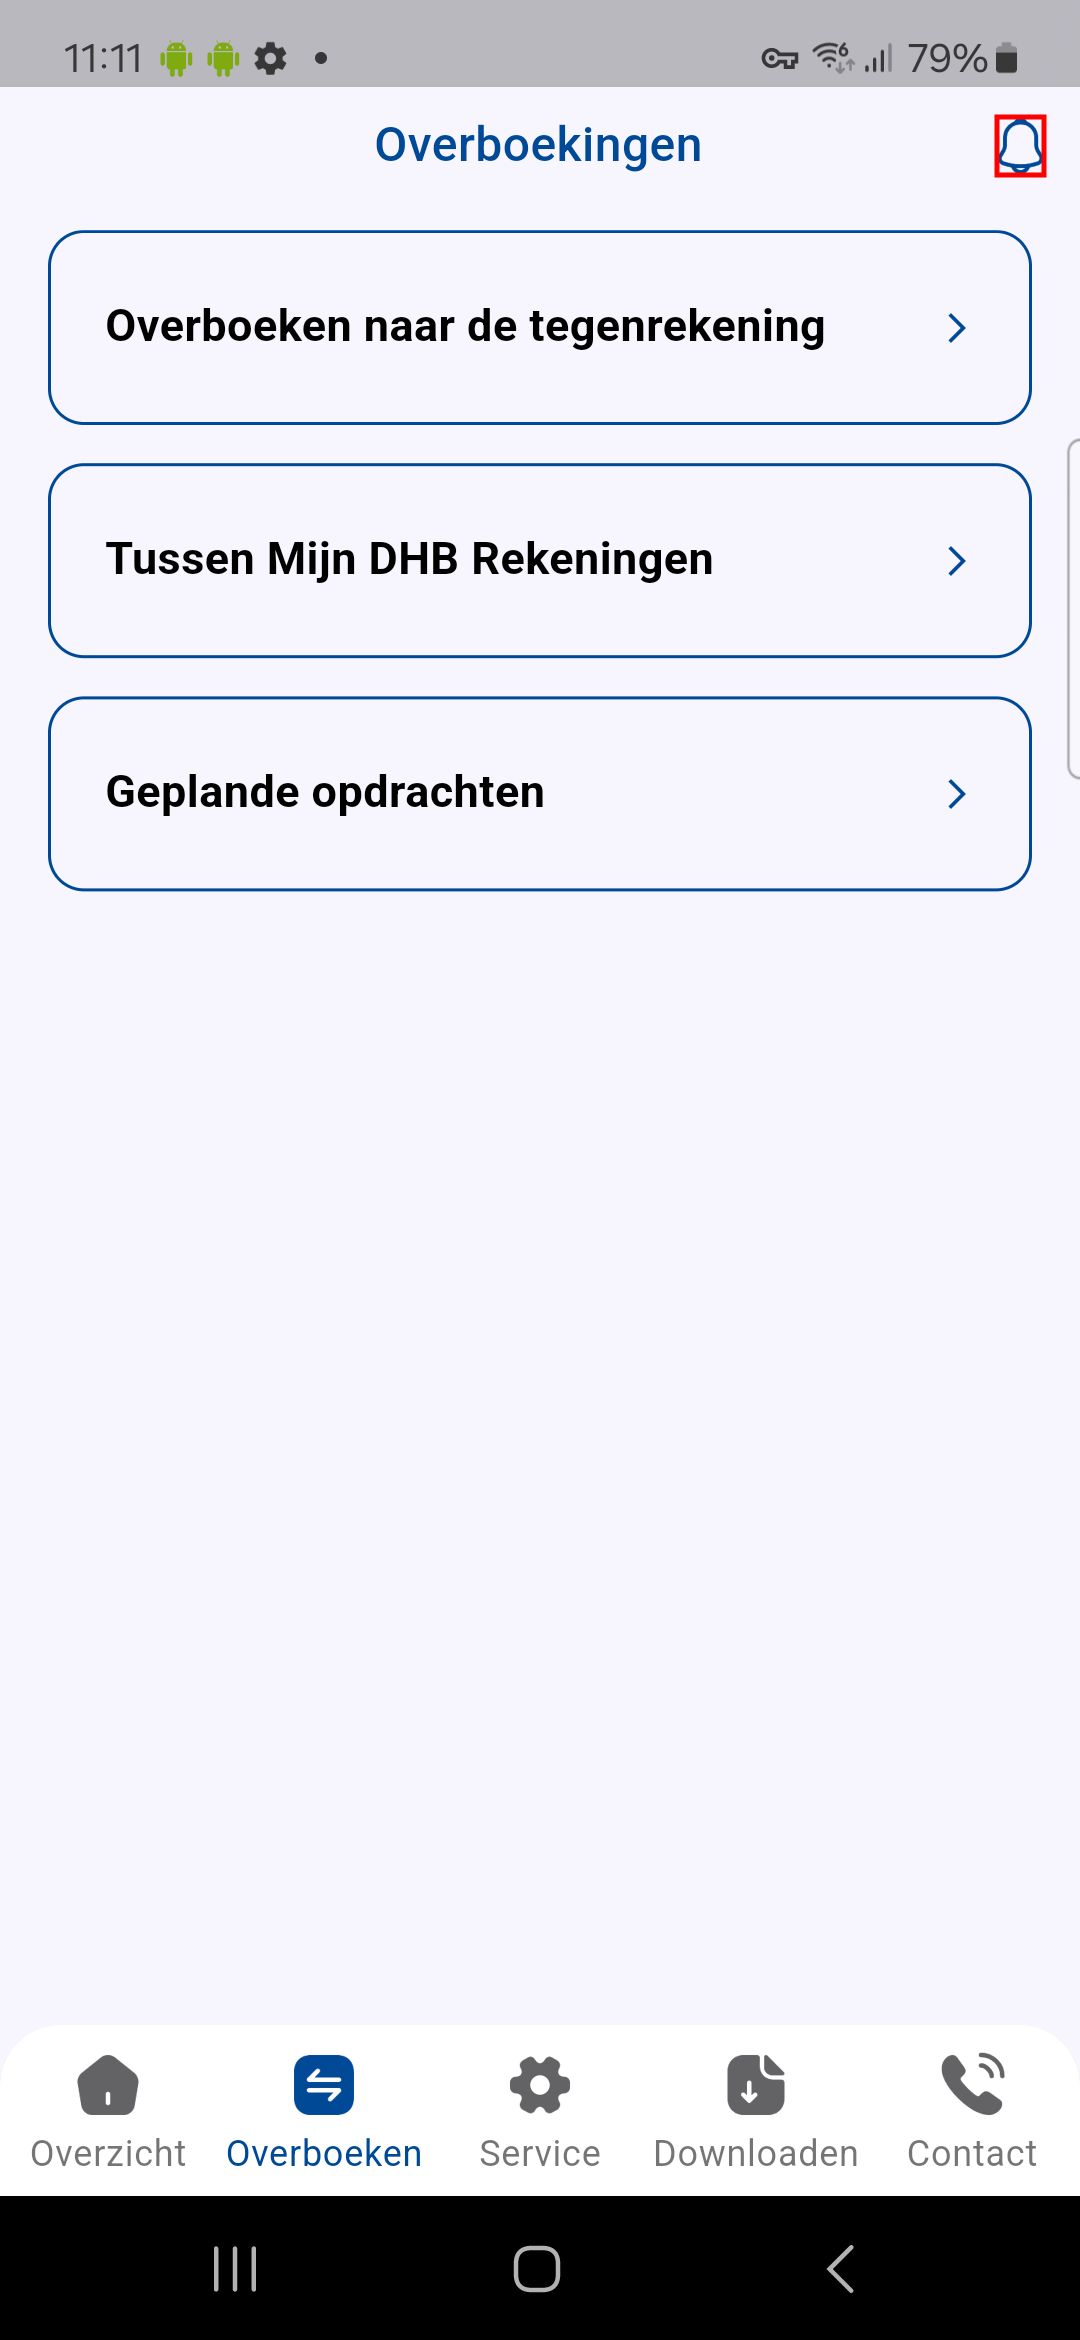 11:11
79%
Overboekingen
Overboeken naar de tegenrekening
Tussen Mijn DHB Rekeningen
Geplande opdrachten
Overzicht
Overboeken
Service
Downloaden
Contact